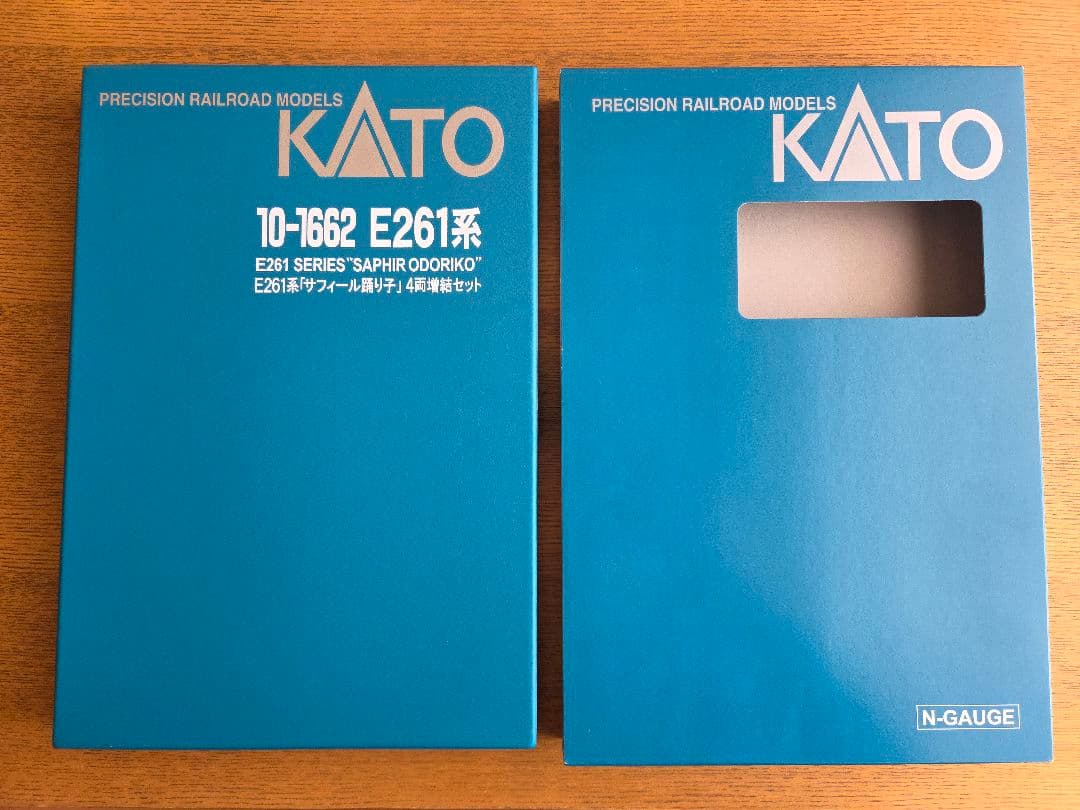 PRECISION RAILROAD MODELS
KATO
10-1662 E261系
E261 SERIES"SAPHIR ODORIKO"
E261系「サフィール踊り子」4両増結セット
PRECISION RAILROAD MODELS
KATO
N-GAUGE